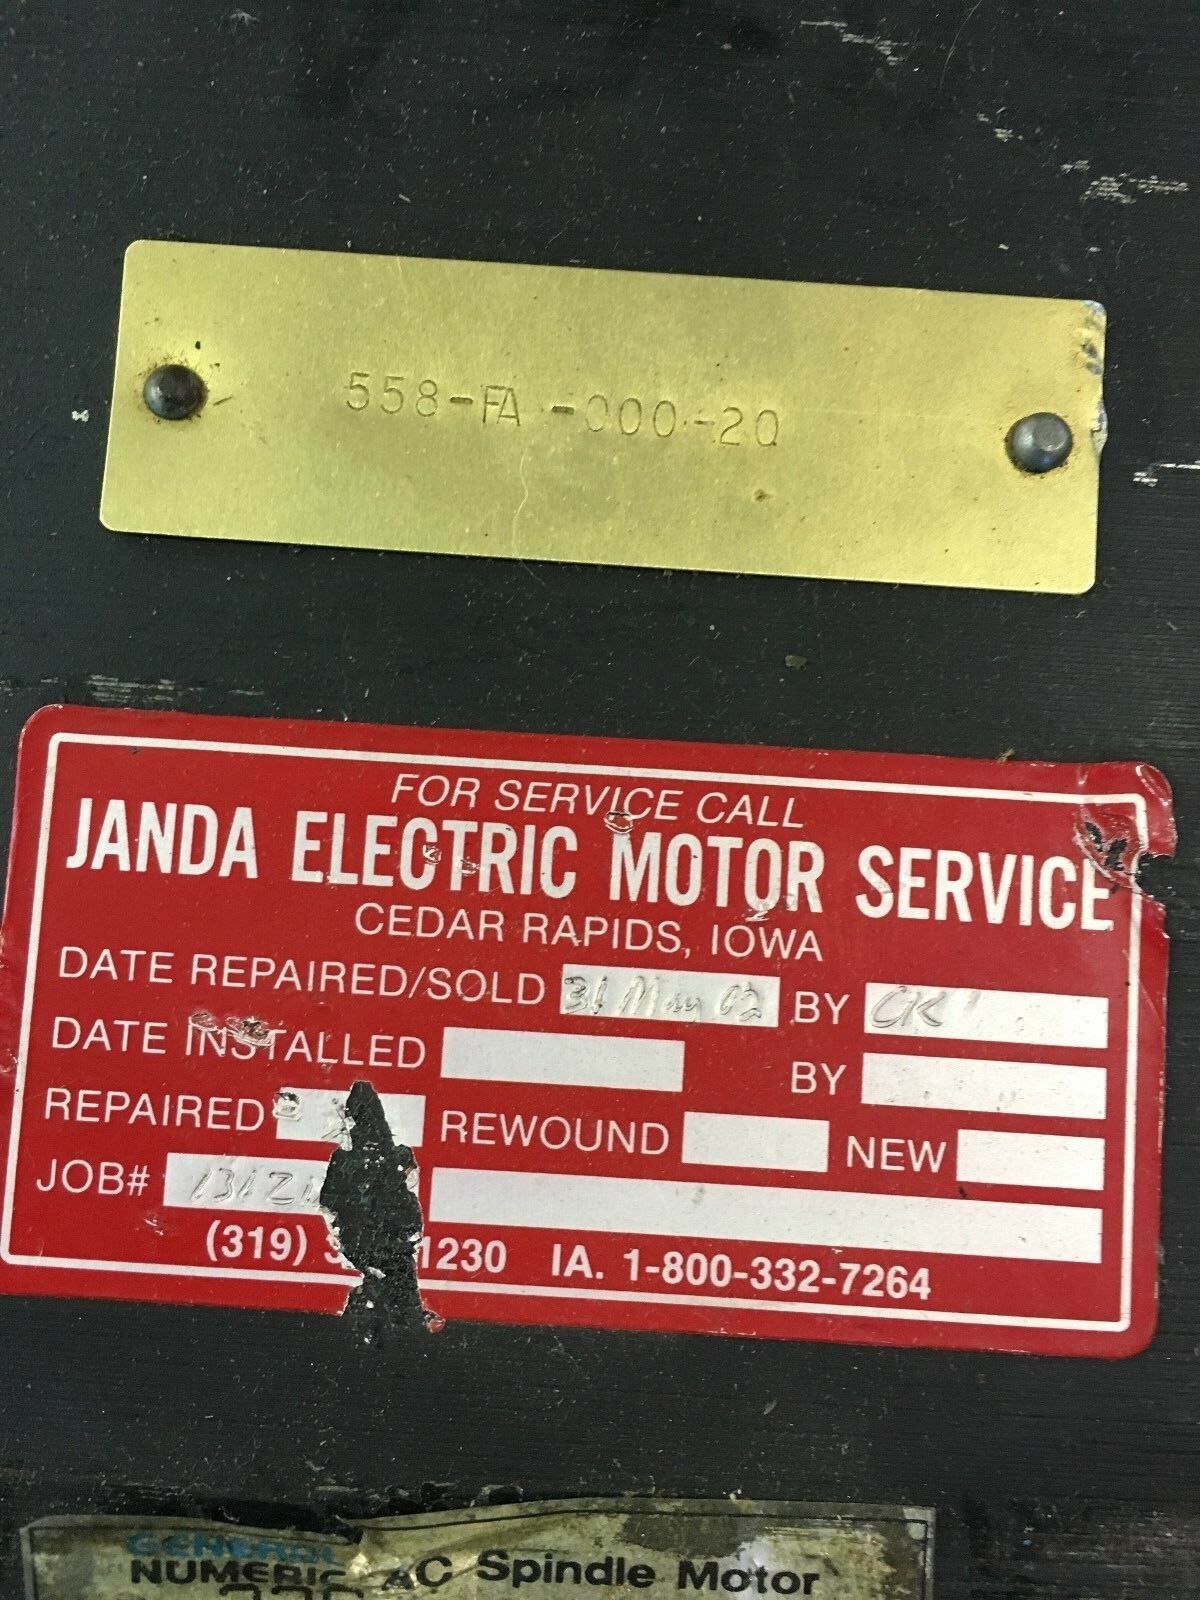 558-FA-000-20
FOR SERVICE CALL
JANDA ELECTRIC MOTOR SERVICE
CEDAR RAPIDS, IOWA
DATE REPAIRED/SOLD 31 May 02 BY CK
DATE INSTALLED BY
REPAIRED REWOUND NEW
JOB#
(319) 1230 IA. 1-800-332-7264
GENERAL
NUMERIC AC Spindle Motor